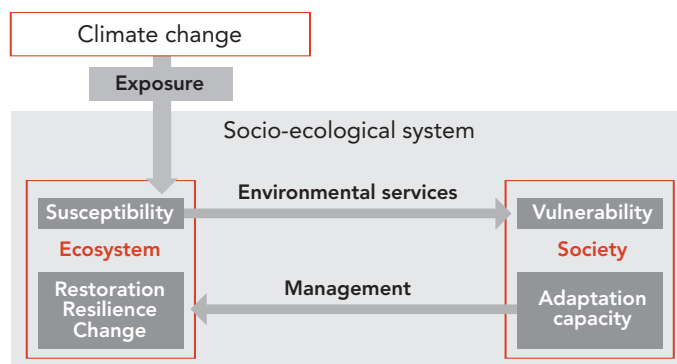 Climate change
Exposure
Socio-ecological system
Environmental services
Susceptibility
Vulnerability
Ecosystem
Society
Management
Restoration
Resilience
Change
Adaptation
capacity